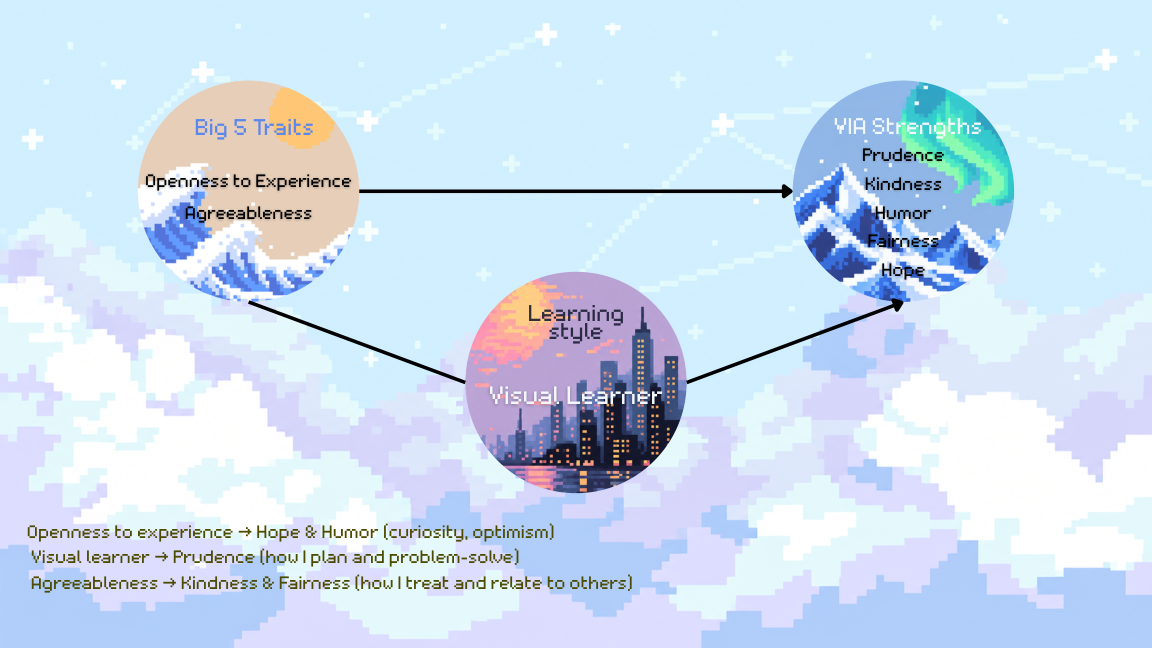 Big 5 Traits
Openness to Experience
Agreeableness
VIA Strengths
Prudence
Kindness
Humor
Fairness
Hope
Learning
style
Visual Learner
Openness to experience → Hope & Humor (curiosity, optimism)
Visual learner → Prudence (how I plan and problem-solve)
Agreeableness → Kindness & Fairness (how I treat and relate to others)